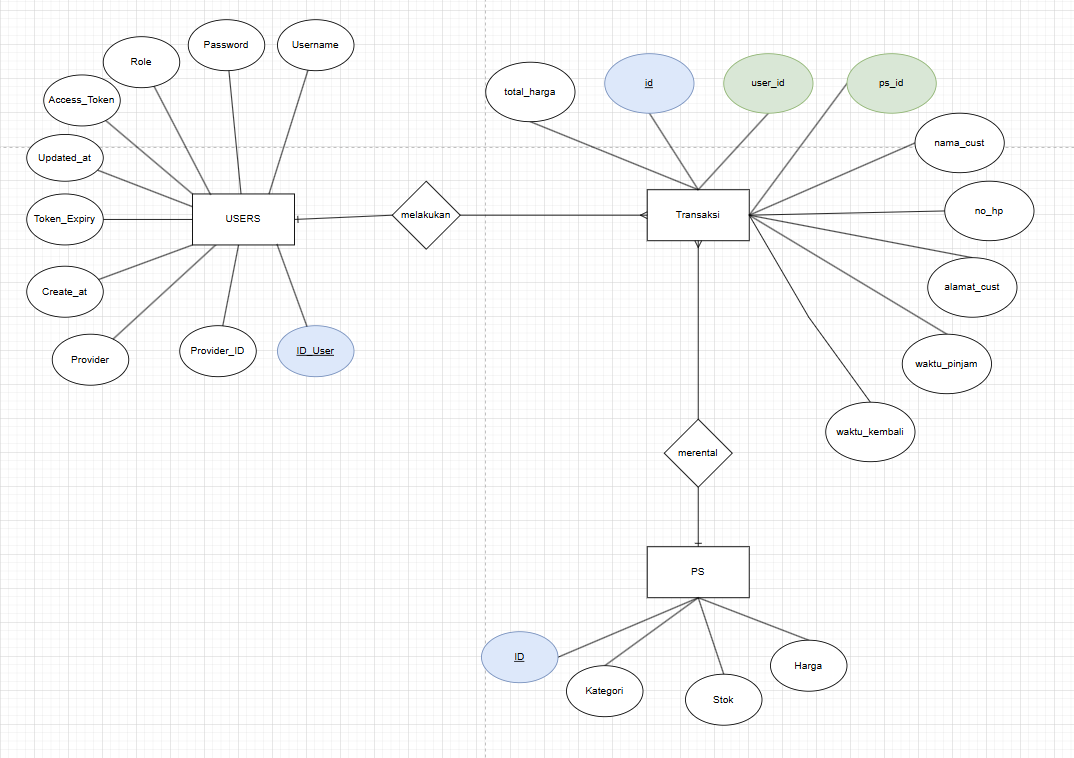 Username
Password
Role
Access_Token
Updated_at
Token_Expiry
Create_at
Provider
Provider_ID
ID_User
USERS
melakukan
total_harga
id
user_id
ps_id
nama_cust
no_hp
alamat_cust
waktu_pinjam
waktu_kembali
Transaksi
merental
PS
ID
Kategori
Stok
Harga